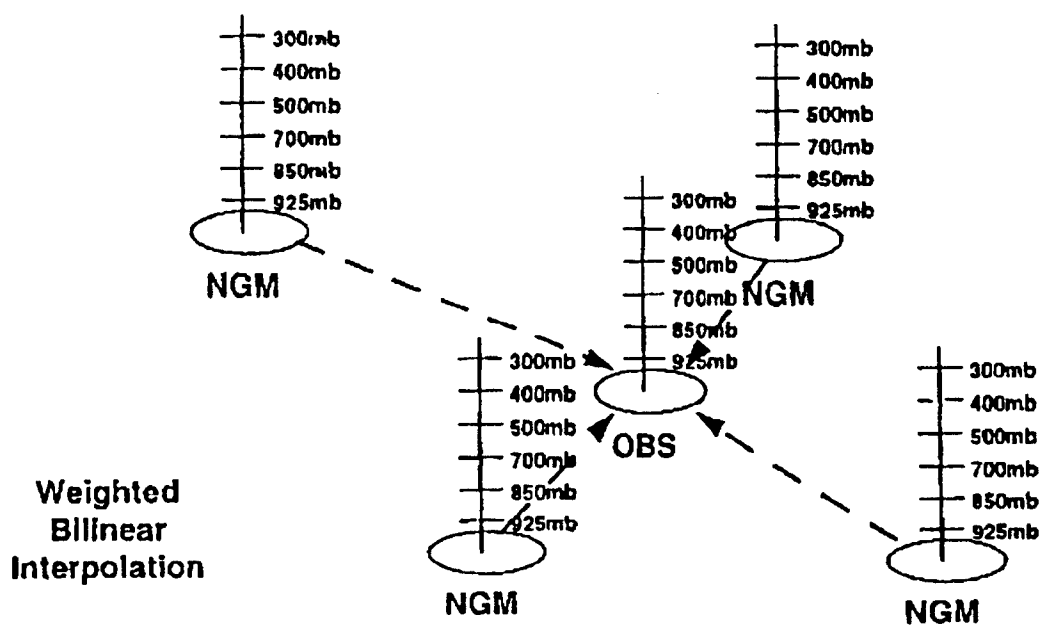 300mb
400mb
500mb
700mb
850mb
925mb
NGM
300mb
400mb
500mb
700mb
850mb
925mb
NGM
300mb
400mb
500mb
700mb
850mb
925mb
OBS
300mb
400mb
500mb
700mb
850mb
925mb
NGM
300mb
400mb
500mb
700mb
850mb
925mb
NGM
Weighted
Bilinear
Interpolation